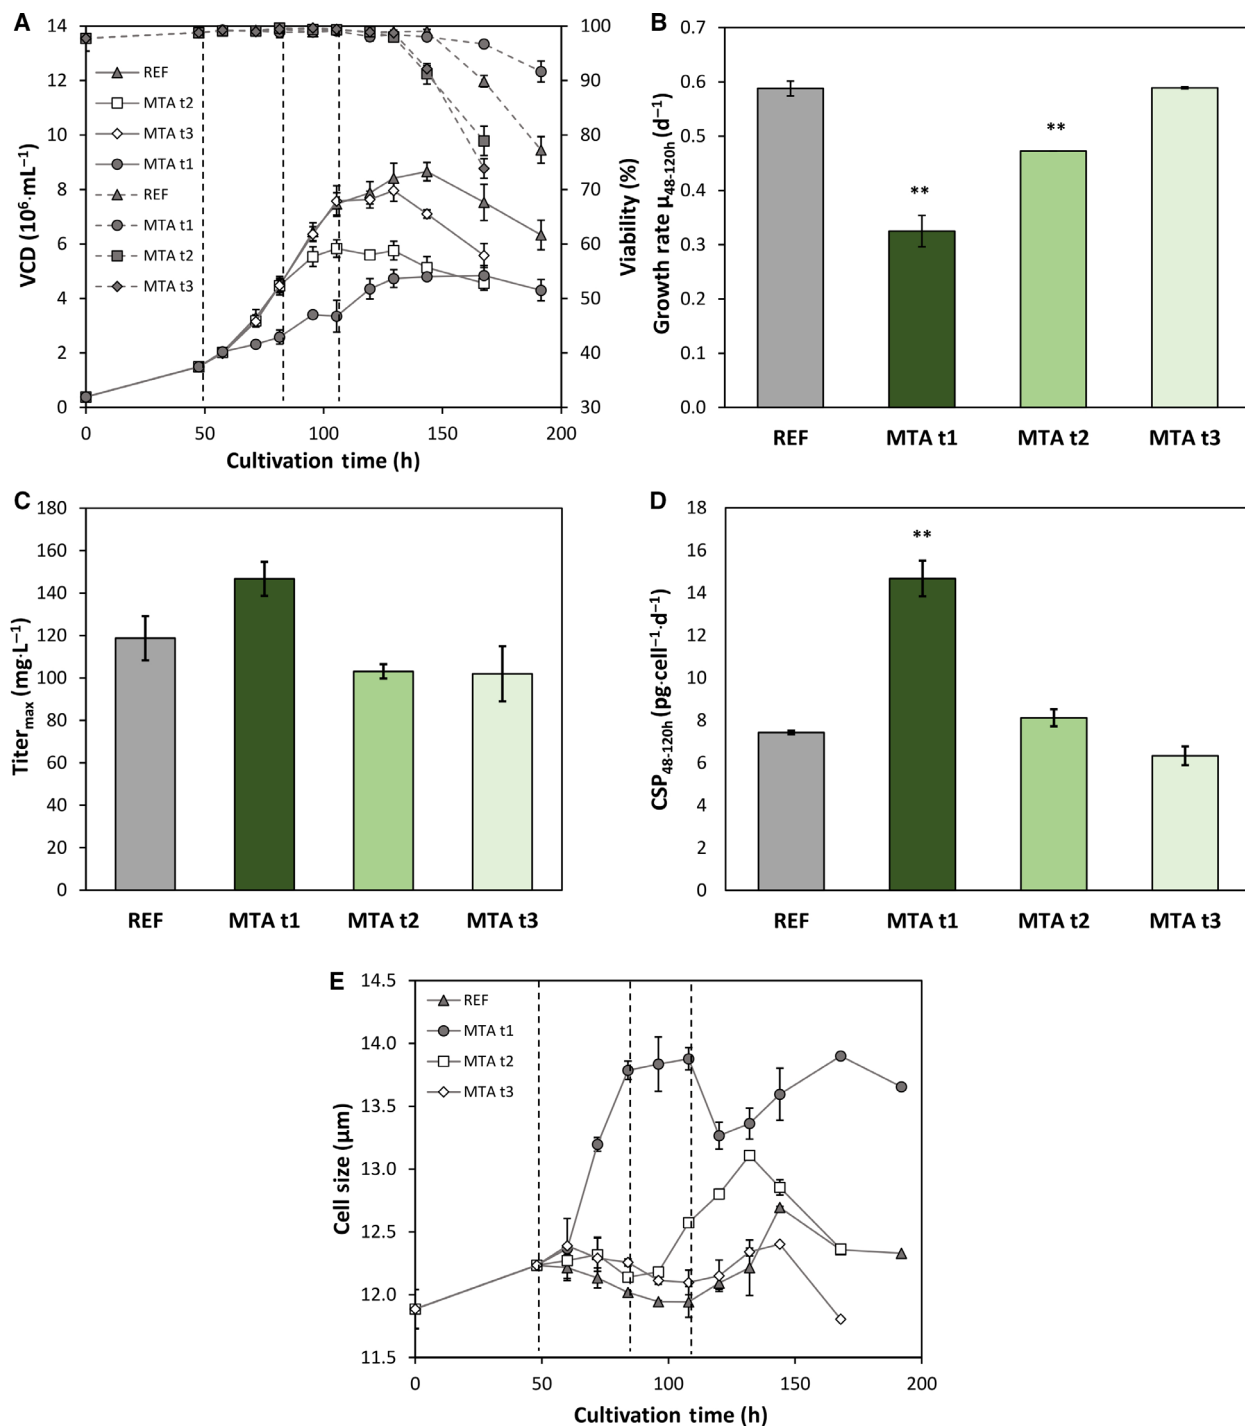 A
14
12
10
8
6
4
2
0
VCD (10⁶·mL⁻¹)
REF
MTA t2
MTA t3
MTA t1
REF
MTA t1
MTA t2
MTA t3
100
90
80
70
60
50
40
30
Viability (%)
0 50 100 150 200
Cultivation time (h)
B
0.7
0.6
0.5
0.4
0.3
0.2
0.1
0.0
Growth rate μ48-120h (d⁻¹)
**
**
REF MTA t1 MTA t2 MTA t3
C
180
160
140
120
100
80
60
40
20
0
Titermax (mg·L⁻¹)
REF MTA t1 MTA t2 MTA t3
D
18
16
14
12
10
8
6
4
2
0
CSP48-120h (pg·cell⁻¹·d⁻¹)
**
REF MTA t1 MTA t2 MTA t3
E
14.5
14.0
13.5
13.0
12.5
12.0
11.5
Cell size (μm)
REF
MTA t1
MTA t2
MTA t3
0 50 100 150 200
Cultivation time (h)